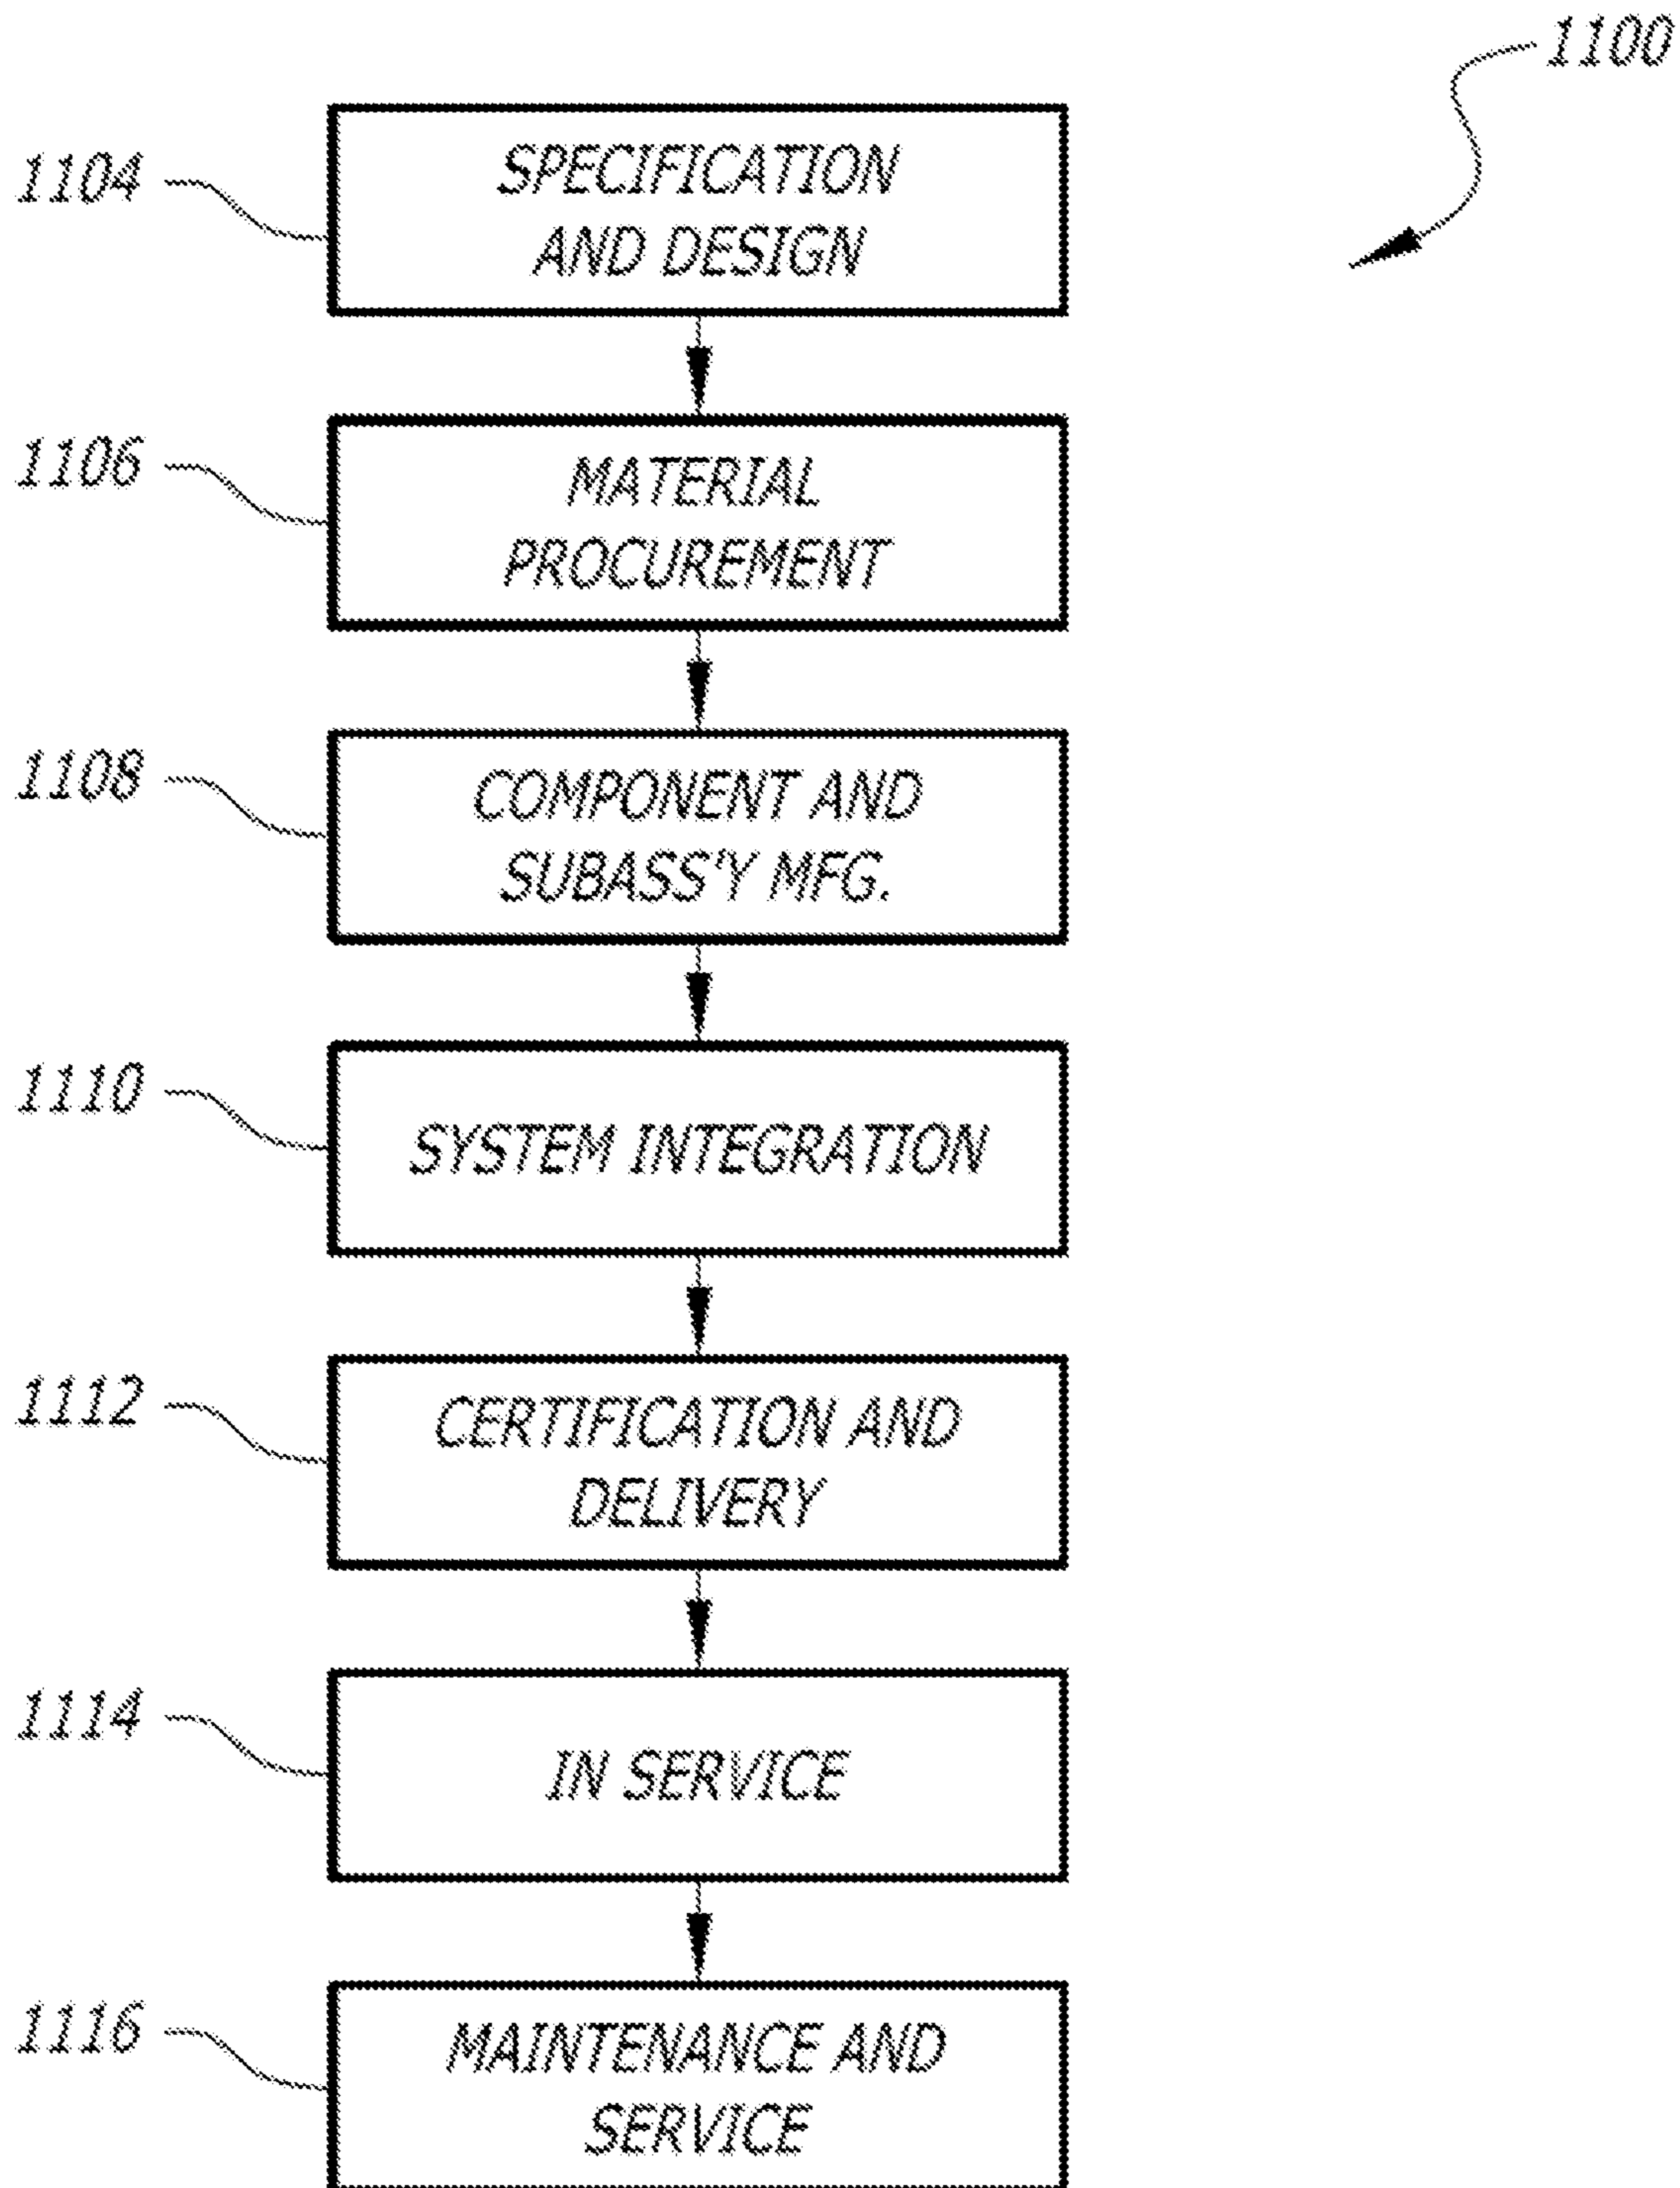 1100
1104
SPECIFICATION
AND DESIGN
1106
MATERIAL
PROCUREMENT
1108
COMPONENT AND
SUBASS'Y MFG.
1110
SYSTEM INTEGRATION
1112
CERTIFICATION AND
DELIVERY
1114
IN SERVICE
1116
MAINTENANCE AND
SERVICE